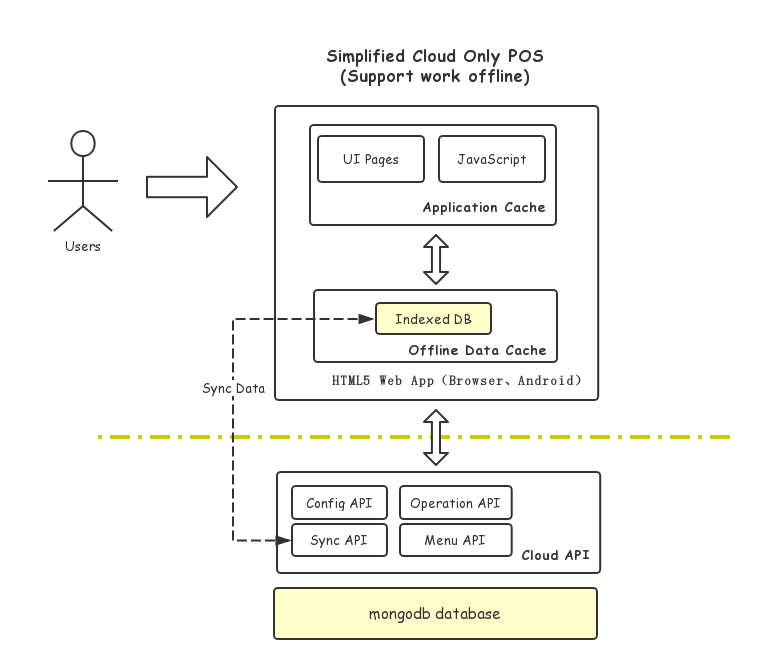 Simplified Cloud Only POS
(Support work offline)
UI Pages
JavaScript
Application Cache
Users
Indexed DB
Offline Data Cache
HTML5 Web App（Browser、Android）
Sync Data
Config API
Operation API
Sync API
Menu API
Cloud API
mongodb database